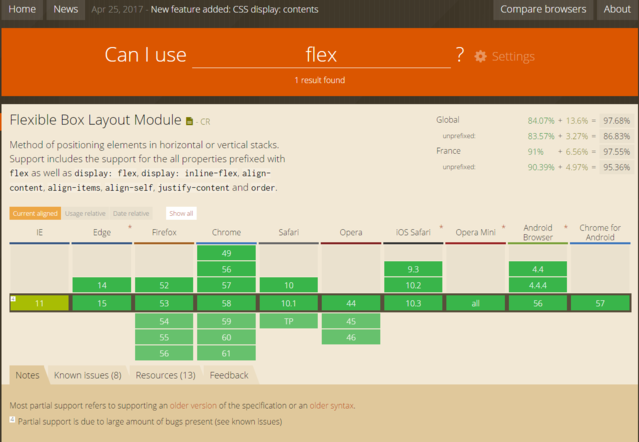 Home News Apr 25, 2017 - New feature added: CSS display: contents Compare browsers About
Can I use flex ? Settings
1 result found
Flexible Box Layout Module - CR
Method of positioning elements in horizontal or vertical stacks.
Support includes the support for the all properties prefixed with
flex as well as display: flex, display: inline-flex, align-
content, align-items, align-self, justify-content and order.
Global 84.07% + 13.6% = 97.68%
unprefixed: 83.57% + 3.27% = 86.83%
France 91% + 6.56% = 97.55%
unprefixed: 90.39% + 4.97% = 95.36%
Current aligned Usage relative Date relative Show all
IE Edge * Firefox Chrome Safari Opera iOS Safari * Opera Mini * Android Browser * Chrome for Android
49
56 9.3 4.4
14 52 57 10 10.2 4.4.4
4 11 15 53 58 10.1 44 10.3 all 56 57
54 59 TP 45
55 60 46
56 61
Notes Known issues (8) Resources (13) Feedback
Most partial support refers to supporting an older version of the specification or an older syntax.
4 Partial support is due to large amount of bugs present (see known issues)